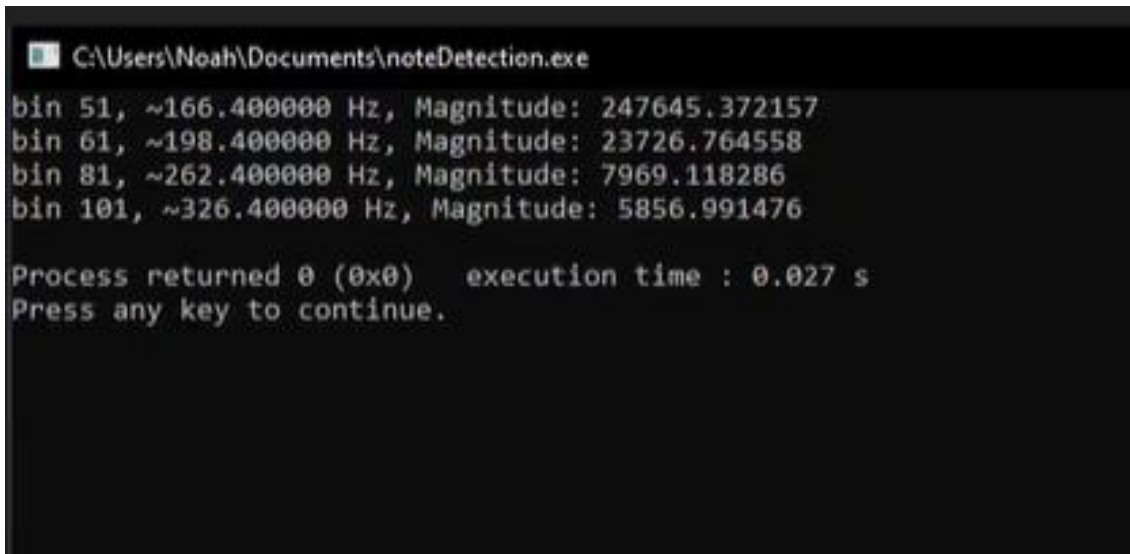 C:\Users\Noah\Documents\noteDetection.exe
bin 51, ~166.400000 Hz, Magnitude: 247645.372157
bin 61, ~198.400000 Hz, Magnitude: 23726.764558
bin 81, ~262.400000 Hz, Magnitude: 7969.118286
bin 101, ~326.400000 Hz, Magnitude: 5856.991476
Process returned 0 (0x0)   execution time : 0.027 s
Press any key to continue.